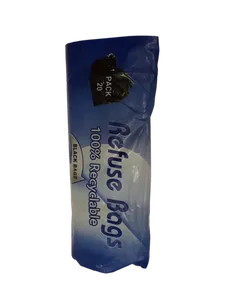 PACK
20
Refuse Bags
100% Recyclable
BLACK BAGS